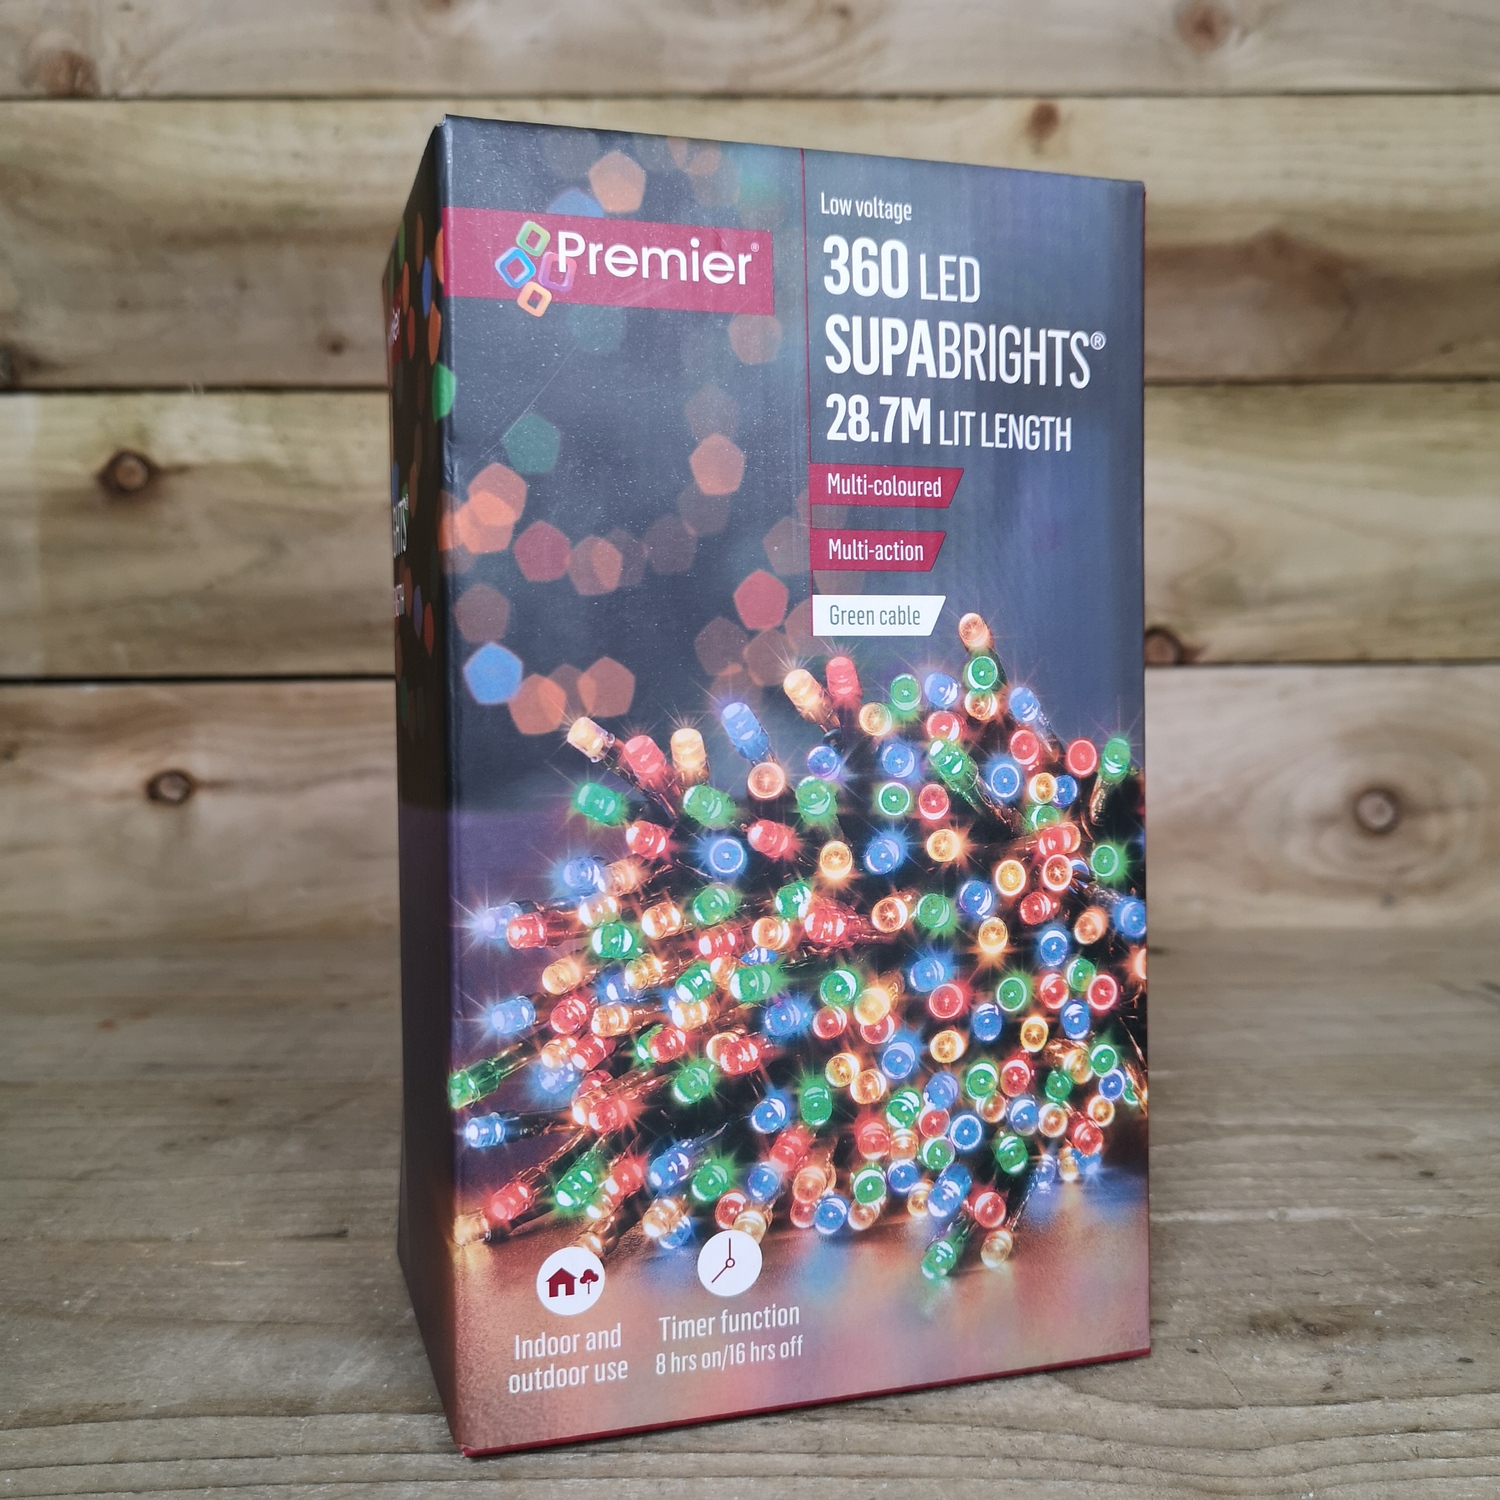 Premier®
Low voltage
360 LED
SUPABRIGHTS®
28.7M LIT LENGTH
Multi-coloured
Multi-action
Green cable
Indoor and
outdoor use
Timer function
8 hrs on/16 hrs off